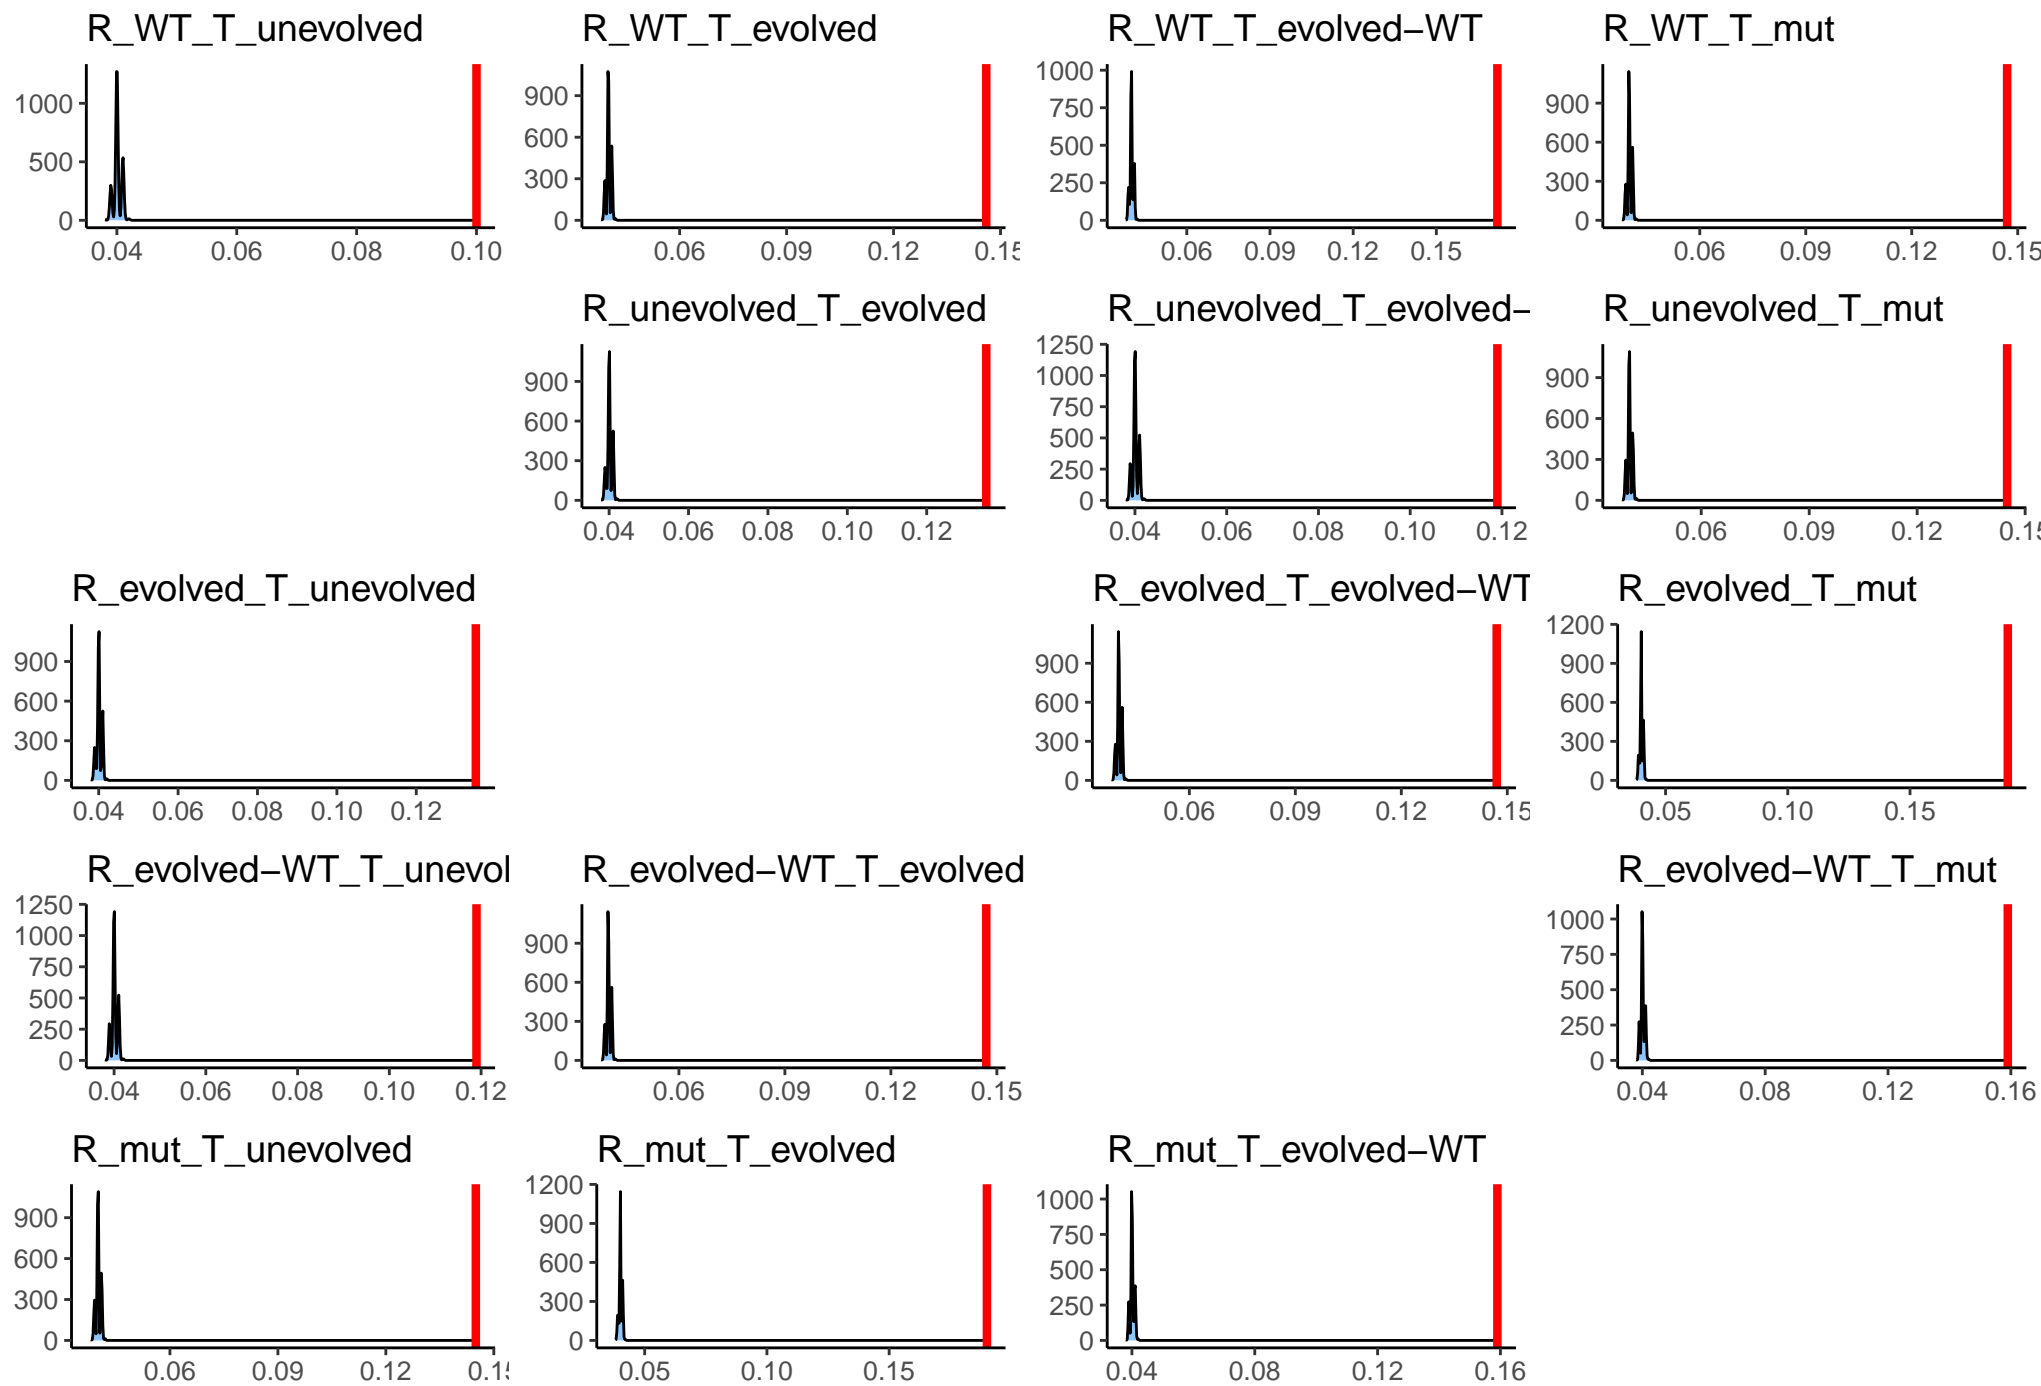 R_WT_T_unevolved
R_WT_T_evolved
R_WT_T_evolved–WT
R_WT_T_mut
1000
500
0
0.04 0.06 0.08 0.10
900
600
300
0
0.06 0.09 0.12 0.15
1000
750
500
250
0
0.06 0.09 0.12 0.15
900
600
300
0
0.06 0.09 0.12 0.15
R_unevolved_T_evolved
R_unevolved_T_evolved–
R_unevolved_T_mut
900
600
300
0
0.04 0.06 0.08 0.10 0.12
1250
1000
750
500
250
0
0.04 0.06 0.08 0.10 0.12
900
600
300
0
0.06 0.09 0.12 0.15
R_evolved_T_unevolved
R_evolved_T_evolved–WT
R_evolved_T_mut
900
600
300
0
0.04 0.06 0.08 0.10 0.12
900
600
300
0
0.06 0.09 0.12 0.15
1200
900
600
300
0
0.05 0.10 0.15
R_evolved–WT_T_unevol
R_evolved–WT_T_evolved
R_evolved–WT_T_mut
1250
1000
750
500
250
0
0.04 0.06 0.08 0.10 0.12
900
600
300
0
0.06 0.09 0.12 0.15
1000
750
500
250
0
0.04 0.08 0.12 0.16
R_mut_T_unevolved
R_mut_T_evolved
R_mut_T_evolved–WT
900
600
300
0
0.06 0.09 0.12 0.15
1200
900
600
300
0
0.05 0.10 0.15
1000
750
500
250
0
0.04 0.08 0.12 0.16